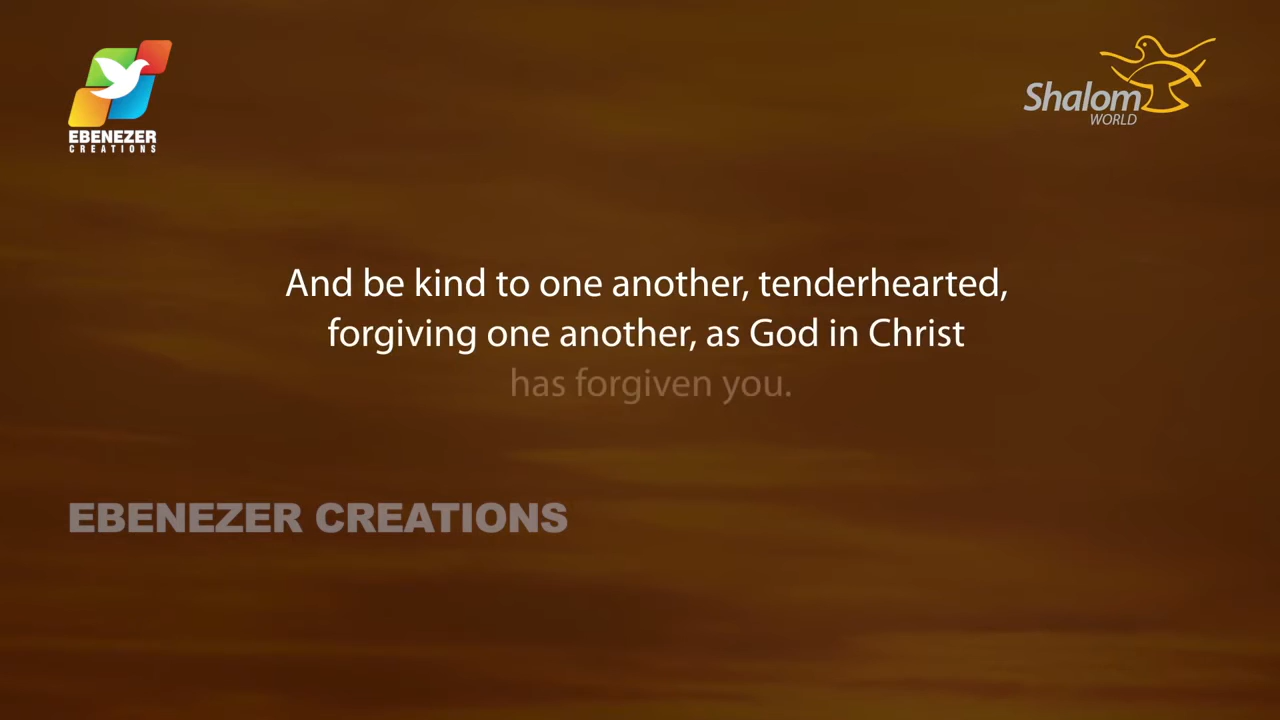 EBENEZER
CREATIONS
Shalom
WORLD
And be kind to one another, tenderhearted,
forgiving one another, as God in Christ
has forgiven you.
EBENEZER CREATIONS